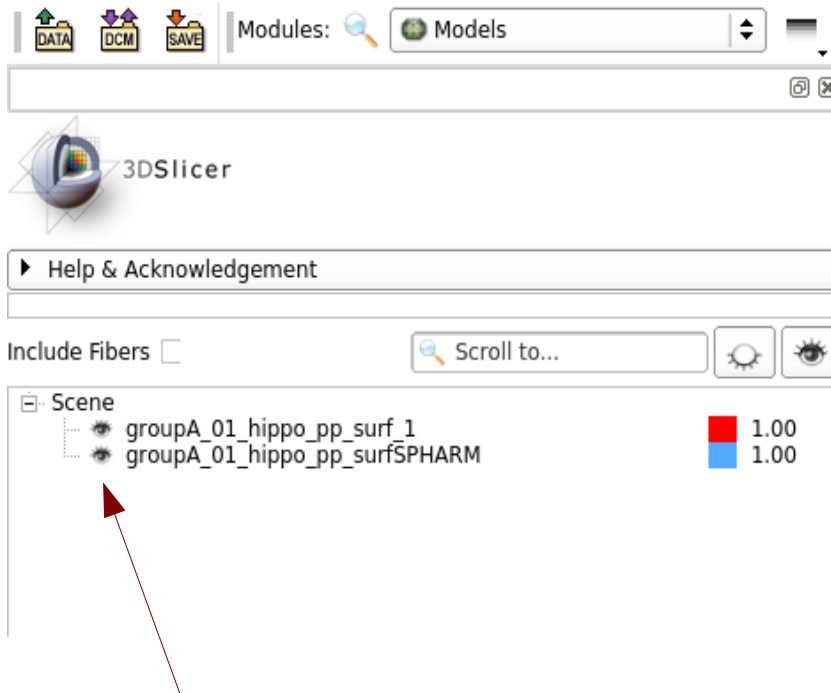 DATA DCM SAVE Modules: Models
3DSlicer
Help & Acknowledgement
Include Fibers Scroll to...
Scene
groupA_01_hippo_pp_surf_1 1.00
groupA_01_hippo_pp_surfSPHARM 1.00